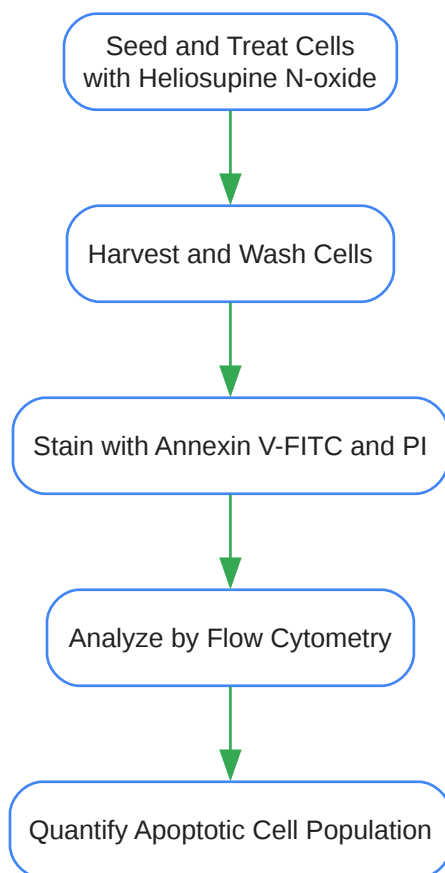 Seed and Treat Cells
with Heliosupine N-oxide
Harvest and Wash Cells
Stain with Annexin V-FITC and PI
Analyze by Flow Cytometry
Quantify Apoptotic Cell Population